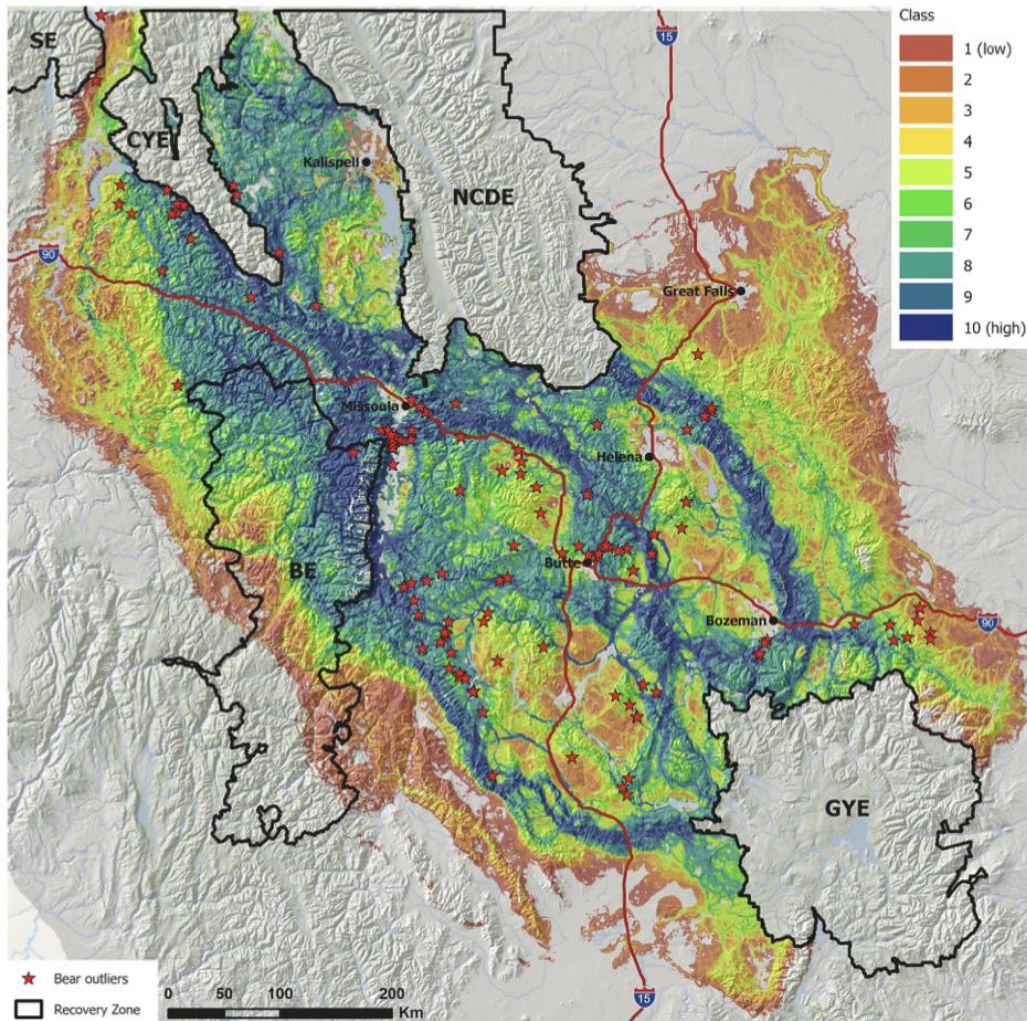 Class
1 (low)
2
3
4
5
6
7
8
9
10 (high)
SE
15
CYE
Kalispell
NCDE
90
Great Falls
Missoula
Helena
BE
Butte
Bozeman
90
GYE
Bear outliers
Recovery Zone
0 100 200
Km
15